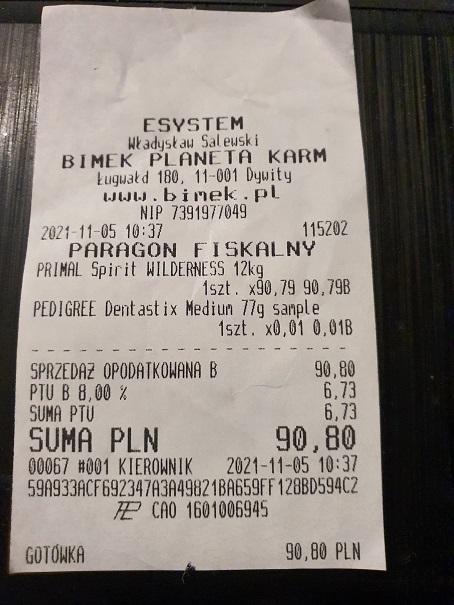 ESYSTEM
Władysław Salewski
BIMEK PLANETA KARM
Ługwałd 180, 11-001 Dywity
www.bimek.pl
NIP 7391977049
2021-11-05 10:37 115202
PARAGON FISKALNY
PRIMAL Spirit WILDERNESS 12kg
1szt. x90,79 90,79B
PEDIGREE Dentastix Medium 77g sample
1szt. x0,01 0,01B
SPRZEDAŻ OPODATKOWANA B 90,80
PTU B 8,00 % 6,73
SUMA PTU 6,73
SUMA PLN 90,80
00067 #001 KIEROWNIK 2021-11-05 10:37
59A933ACF692347A3A49821BA659FF128BD594C2
CAO 1601006945
GOTÓWKA 90,80 PLN